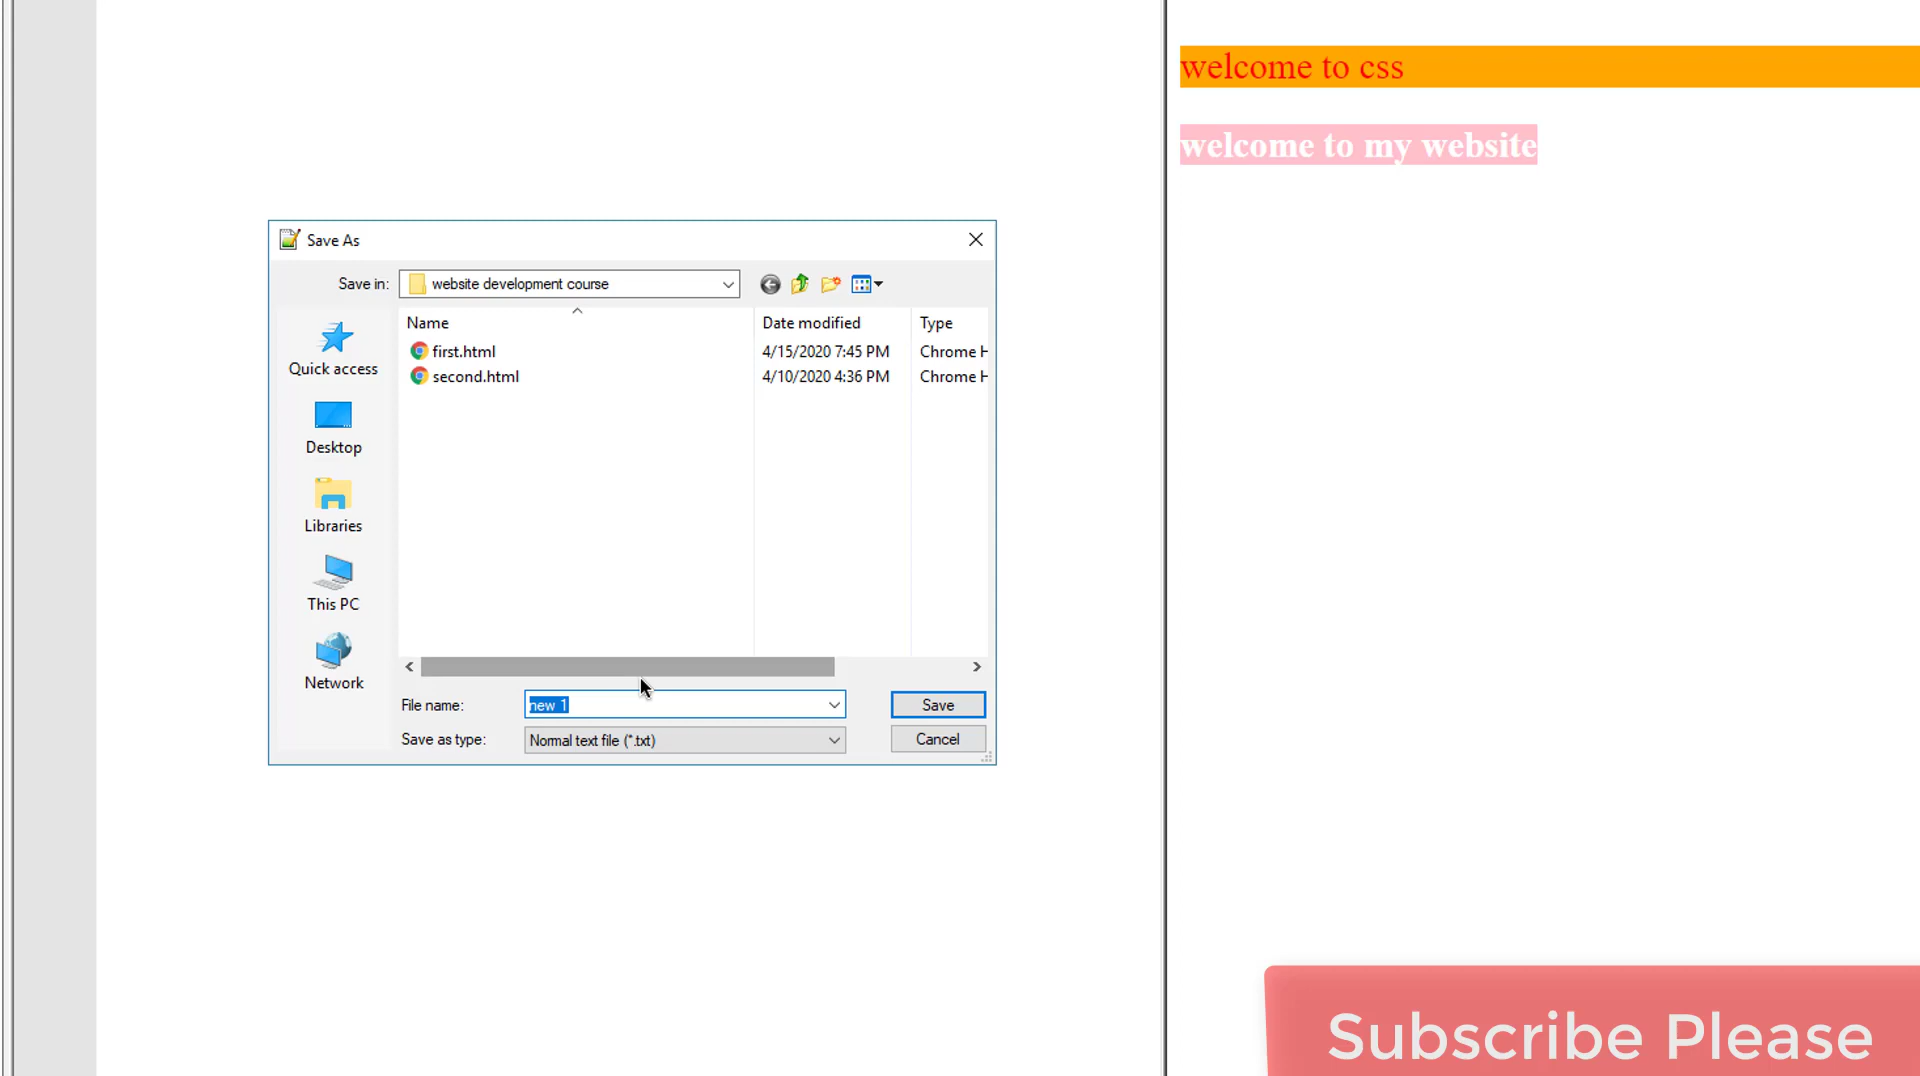 welcome to css
welcome to my website
Save As
Save in: website development course
Name Date modified Type
first.html 4/15/2020 7:45 PM Chrome H
second.html 4/10/2020 4:36 PM Chrome H
Quick access
Desktop
Libraries
This PC
Network
File name: new 1 Save
Save as type: Normal text file (*.txt) Cancel
Subscribe Please